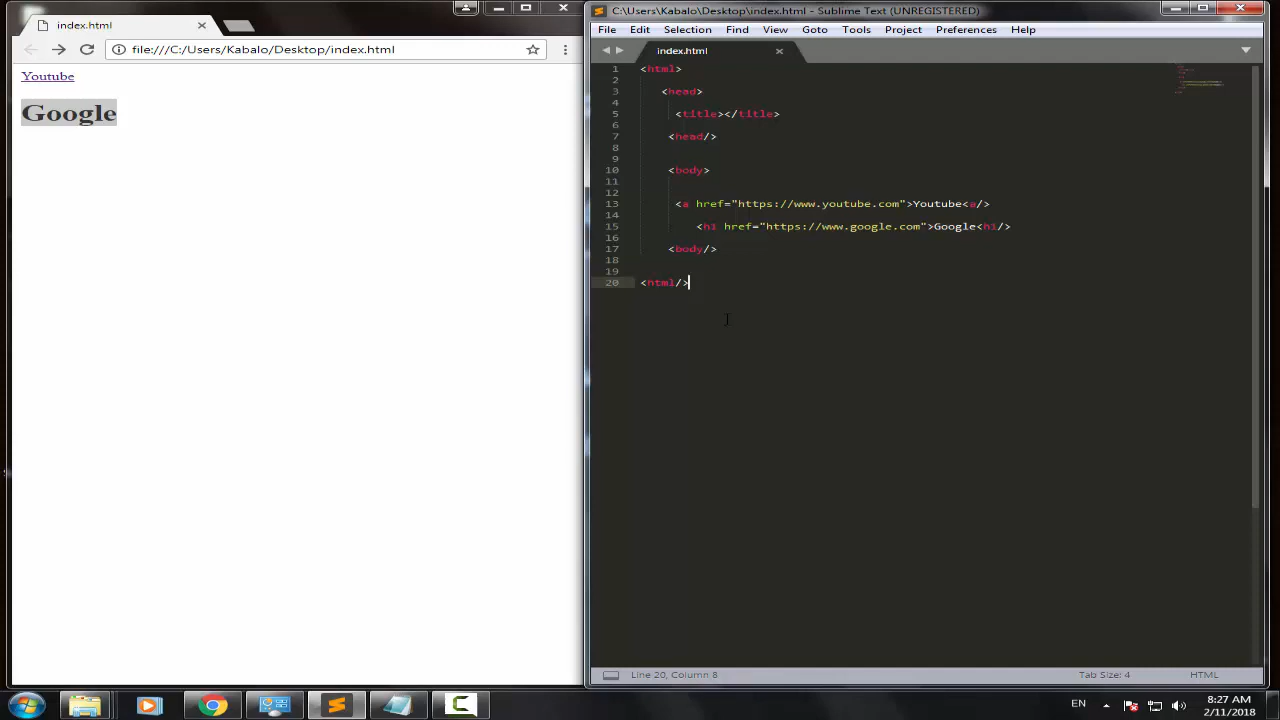 index.html
file:///C:/Users/Kabalo/Desktop/index.html
Youtube
Google
C:\Users\Kabalo\Desktop\index.html - Sublime Text (UNREGISTERED)
File Edit Selection Find View Goto Tools Project Preferences Help
index.html
1 <html>
2
3 <head>
4
5 <title></title>
6
7 <head/>
8
9
10 <body>
11
12
13 <a href="https://www.youtube.com">Youtube<a/>
14
15 <h1 href="https://www.google.com">Google<h1/>
16
17 <body/>
18
19
20 <html/>
Line 20, Column 8 Tab Size: 4 HTML
EN 8:27 AM
2/11/2018